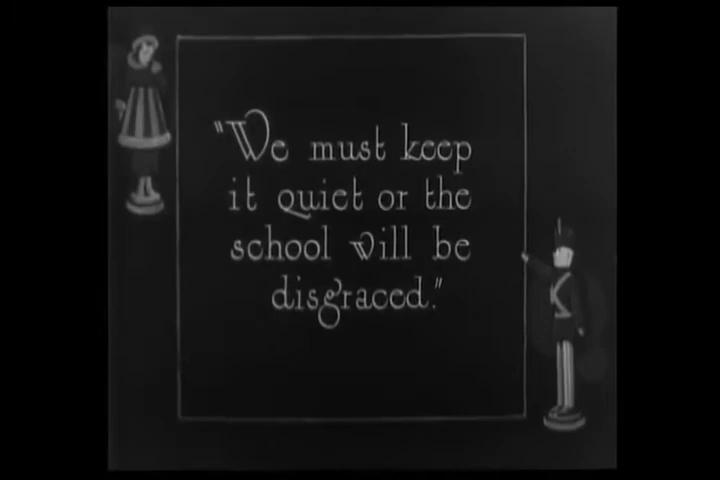 "We must keep
it quiet or the
school will be
disgraced."